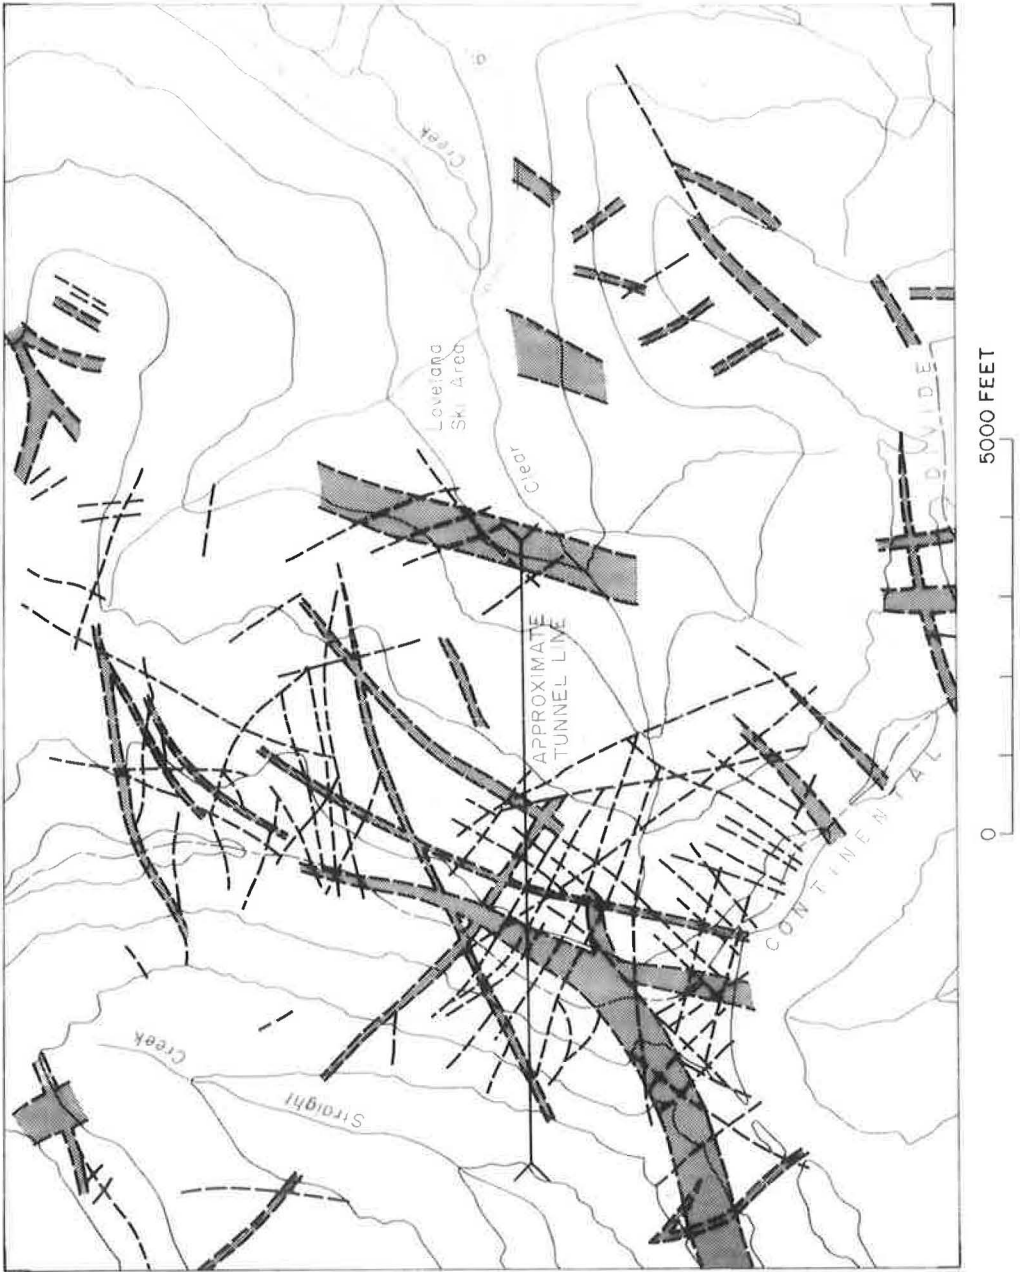 Creek
Loveland
Ski Area
Clear
APPROXIMATE
TUNNEL LINE
Creek
Straight
CONTINENTAL
DIVIDE
0
5000 FEET